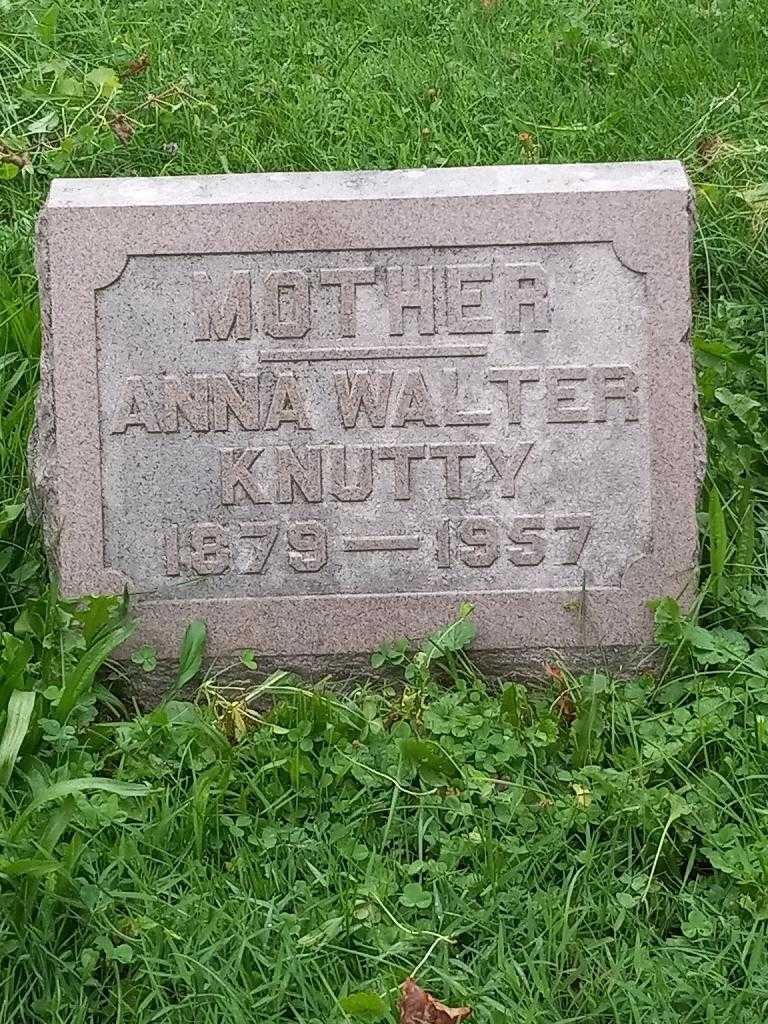 MOTHER
ANNA WALTER
KNUTTY
1879 — 1957